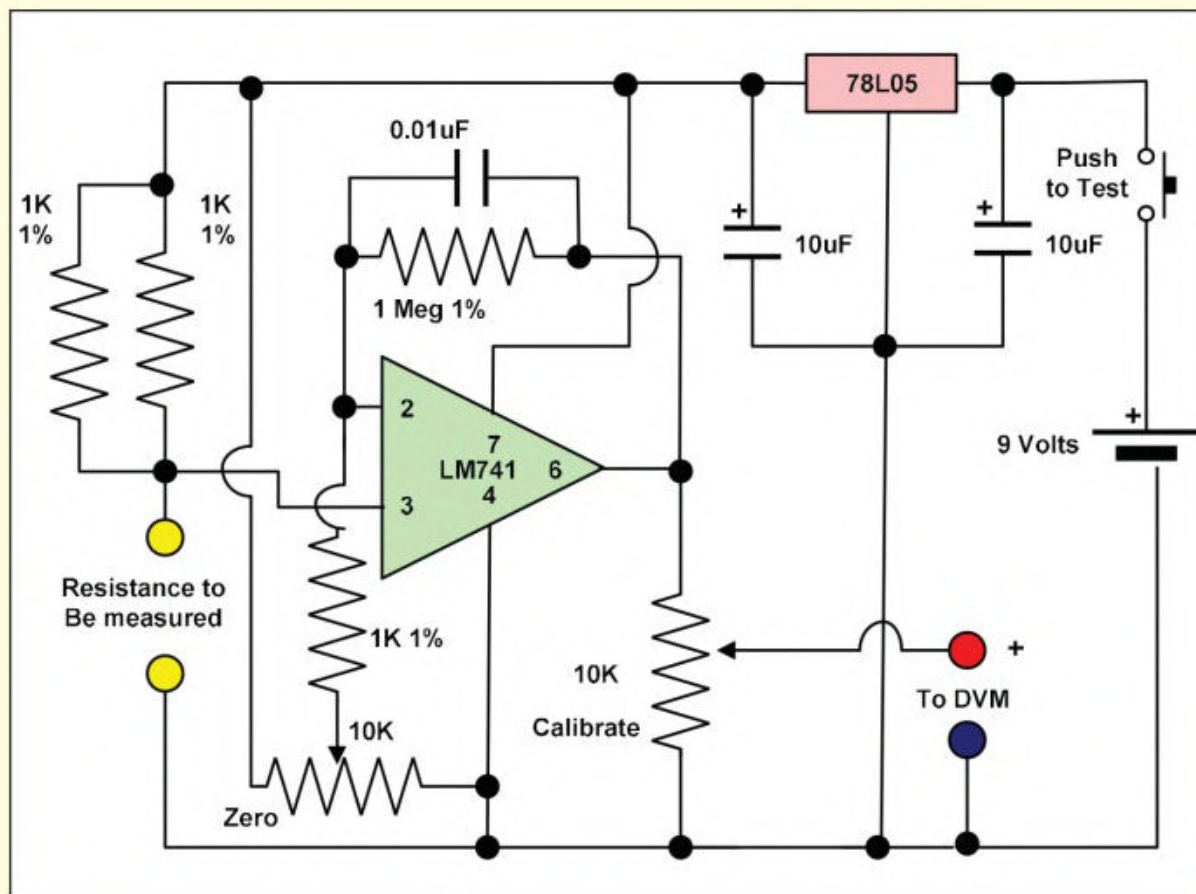 78L05
0.01uF
Push
to Test
1K
1%
1K
1%
+
10uF
+
10uF
1 Meg 1%
+
9 Volts
2
7
LM741
6
4
3
Resistance to
Be measured
1K 1%
10K
+
10K
To DVM
Calibrate
Zero